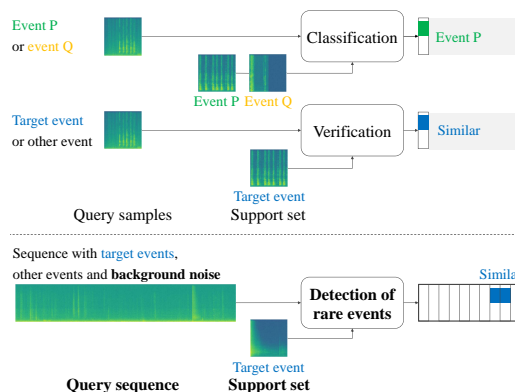 Event P
or event Q
Classification
Event P
Event P Event Q
Target event
or other event
Verification
Similar
Target event
Query samples
Support set
Sequence with target events,
other events and background noise
Detection of
rare events
Simila
Target event
Query sequence
Support set